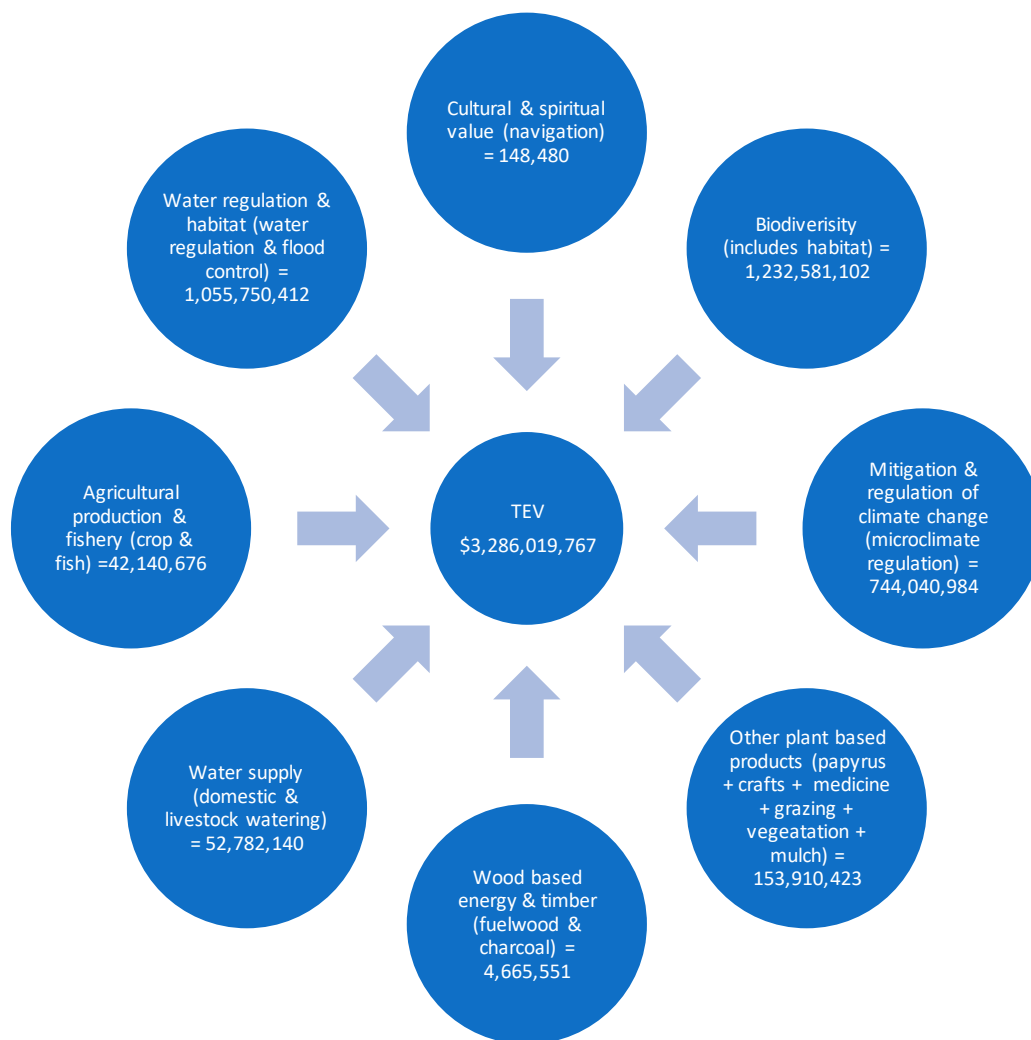 Cultural & spiritual
value (navigation)
= 148,480
Biodiverisity
(includes habitat) =
1,232,581,102
Mitigation &
regulation of
climate change
(microclimate
regulation) =
744,040,984
Other plant based
products (papyrus
+ crafts + medicine
+ grazing +
vegeatation +
mulch) =
153,910,423
Wood based
energy & timber
(fuelwood &
charcoal) =
4,665,551
Water supply
(domestic &
livestock watering)
= 52,782,140
Agricultural
production &
fishery (crop &
fish) =42,140,676
Water regulation &
habitat (water
regulation & flood
control) =
1,055,750,412
TEV
$3,286,019,767